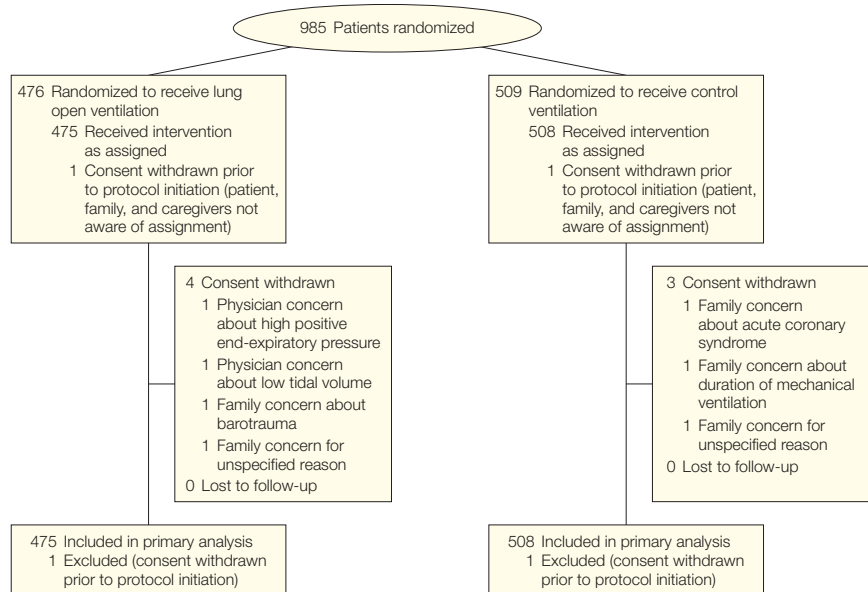 985 Patients randomized
476 Randomized to receive lung
open ventilation
475 Received intervention
as assigned
1 Consent withdrawn prior
to protocol initiation (patient,
family, and caregivers not
aware of assignment)
509 Randomized to receive control
ventilation
508 Received intervention
as assigned
1 Consent withdrawn prior
to protocol initiation (patient,
family, and caregivers not
aware of assignment)
4 Consent withdrawn
1 Physician concern
about high positive
end-expiratory pressure
1 Physician concern
about low tidal volume
1 Family concern about
barotrauma
1 Family concern for
unspecified reason
0 Lost to follow-up
3 Consent withdrawn
1 Family concern
about acute coronary
syndrome
1 Family concern about
duration of mechanical
ventilation
1 Family concern for
unspecified reason
0 Lost to follow-up
475 Included in primary analysis
1 Excluded (consent withdrawn
prior to protocol initiation)
508 Included in primary analysis
1 Excluded (consent withdrawn
prior to protocol initiation)